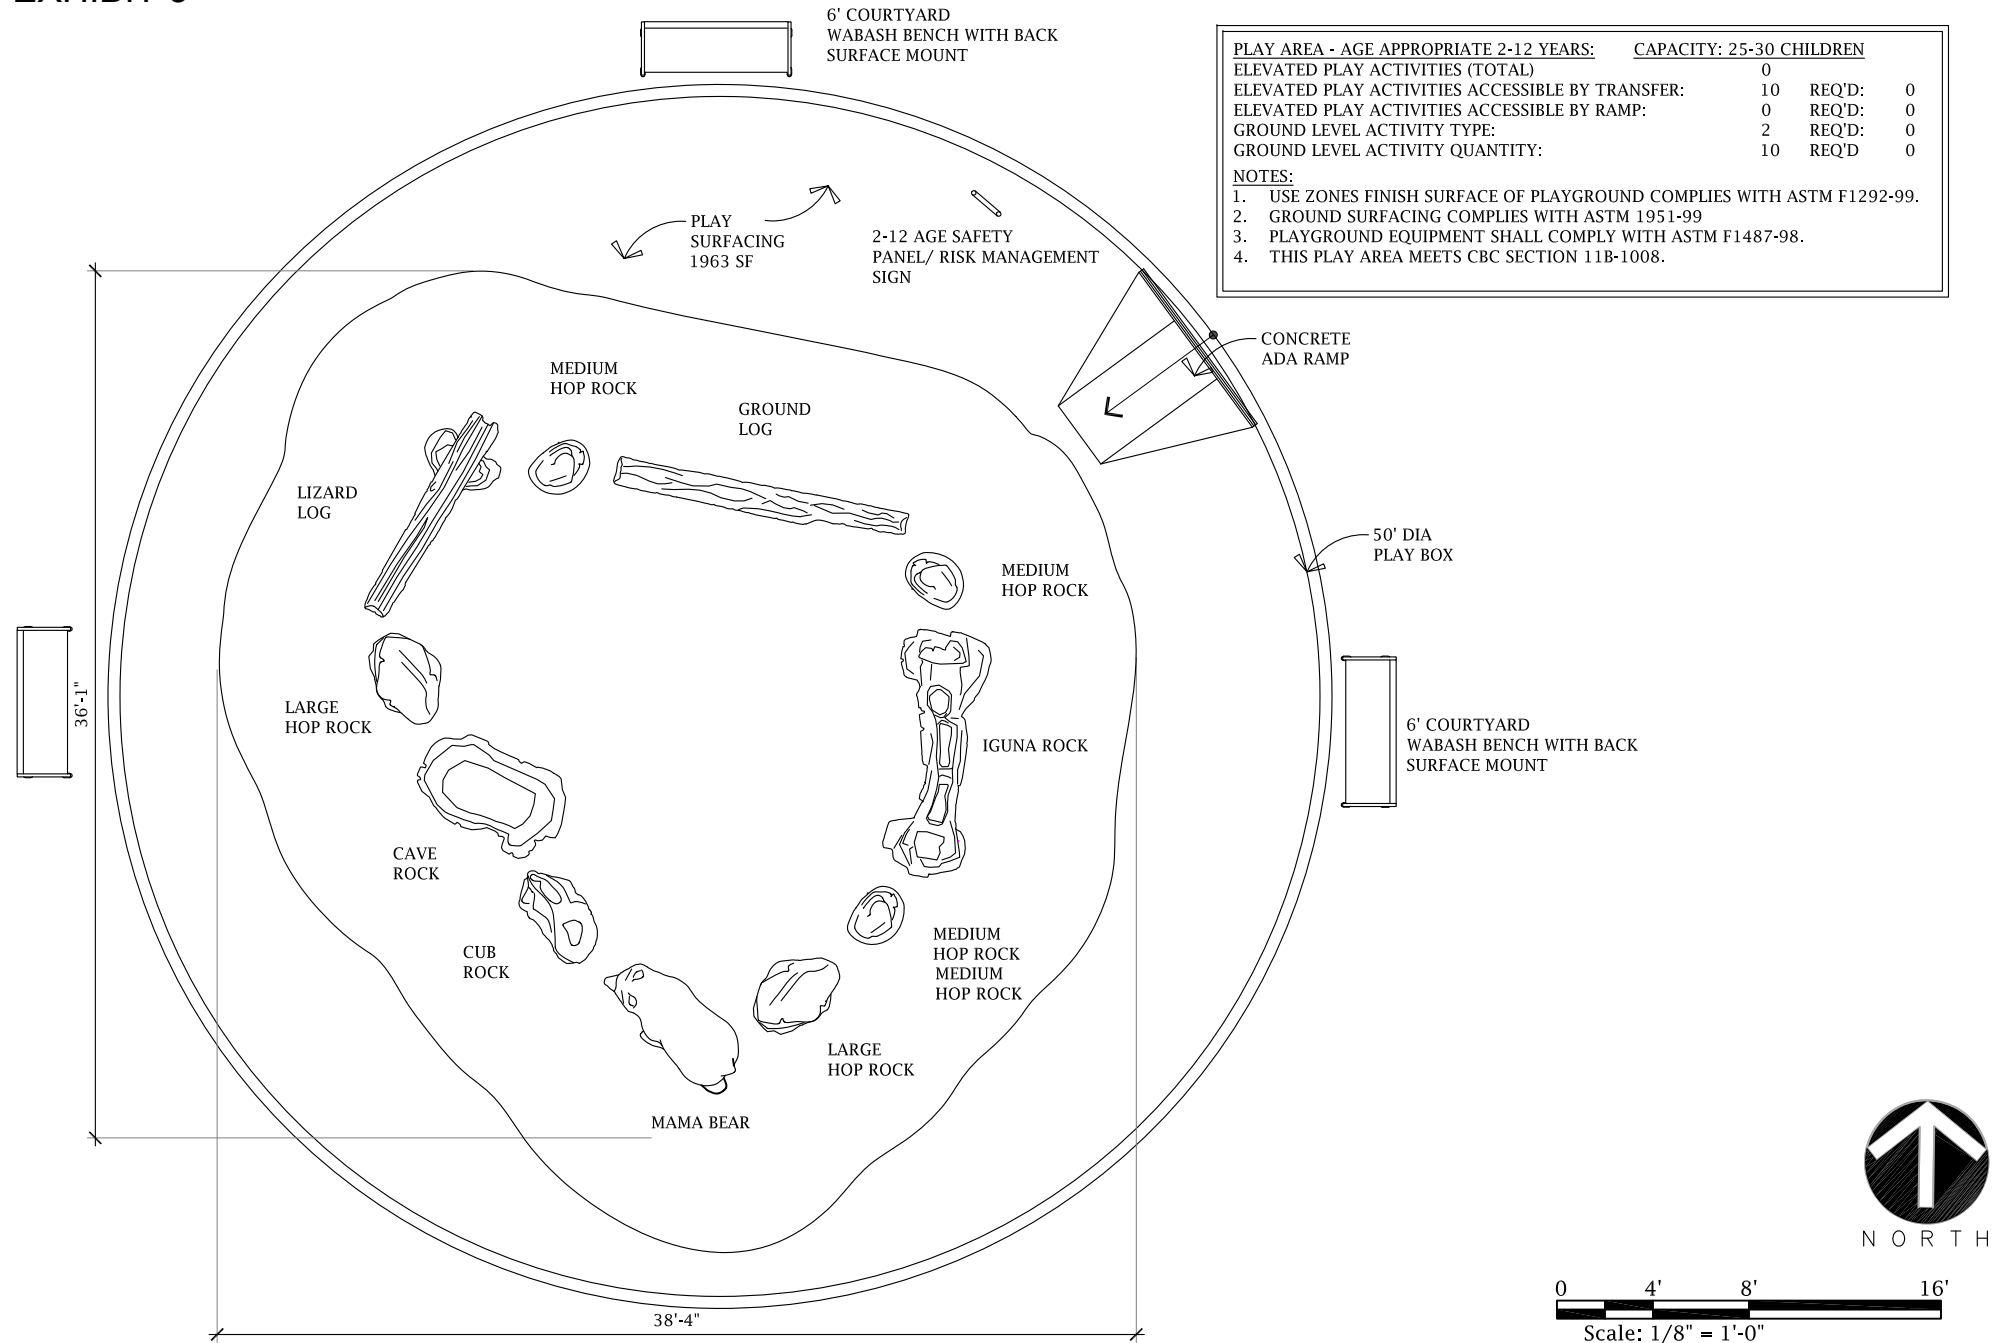 6' COURTYARD
WABASH BENCH WITH BACK
SURFACE MOUNT
PLAY AREA - AGE APPROPRIATE 2-12 YEARS: CAPACITY: 25-30 CHILDREN
ELEVATED PLAY ACTIVITIES (TOTAL) 0
ELEVATED PLAY ACTIVITIES ACCESSIBLE BY TRANSFER: 10 REQ'D: 0
ELEVATED PLAY ACTIVITIES ACCESSIBLE BY RAMP: 0 REQ'D: 0
GROUND LEVEL ACTIVITY TYPE: 2 REQ'D: 0
GROUND LEVEL ACTIVITY QUANTITY: 10 REQ'D 0
NOTES:
1. USE ZONES FINISH SURFACE OF PLAYGROUND COMPLIES WITH ASTM F1292-99.
2. GROUND SURFACING COMPLIES WITH ASTM 1951-99
3. PLAYGROUND EQUIPMENT SHALL COMPLY WITH ASTM F1487-98.
4. THIS PLAY AREA MEETS CBC SECTION 11B-1008.
PLAY
SURFACING
1963 SF
2-12 AGE SAFETY
PANEL/ RISK MANAGEMENT
SIGN
CONCRETE
ADA RAMP
MEDIUM
HOP ROCK
GROUND
LOG
LIZARD
LOG
50' DIA
PLAY BOX
MEDIUM
HOP ROCK
36'-1"
LARGE
HOP ROCK
IGUNA ROCK
6' COURTYARD
WABASH BENCH WITH BACK
SURFACE MOUNT
CAVE
ROCK
CUB
ROCK
MEDIUM
HOP ROCK
MEDIUM
HOP ROCK
LARGE
HOP ROCK
MAMA BEAR
NORTH
38'-4"
0 4' 8' 16'
Scale: 1/8" = 1'-0"